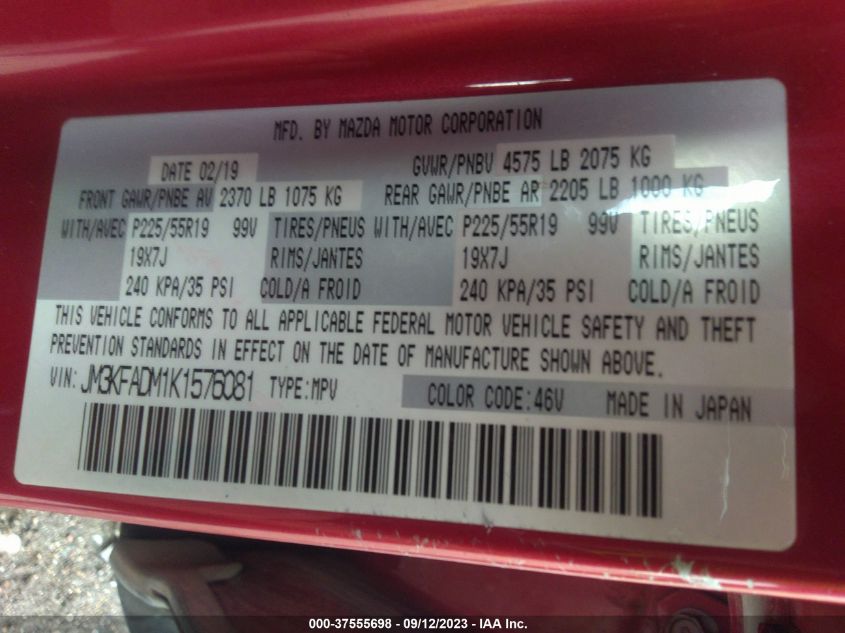 MFD. BY MAZDA MOTOR CORPORATION
DATE 02/19 GVWR/PNBV 4575 LB 2075 KG
FRONT GAWR/PNBE AV 2370 LB 1075 KG REAR GAWR/PNBE AR 2205 LB 1000 KG
WITH/AVEC P225/55R19 99V TIRES/PNEUS WITH/AVEC P225/55R19 99V TIRES/PNEUS
19X7J RIMS/JANTES 19X7J RIMS/JANTES
240 KPA/35 PSI COLD/A FROID 240 KPA/35 PSI COLD/A FROID
THIS VEHICLE CONFORMS TO ALL APPLICABLE FEDERAL MOTOR VEHICLE SAFETY AND THEFT
PREVENTION STANDARDS IN EFFECT ON THE DATE OF MANUFACTURE SHOWN ABOVE.
VIN: JM3KFADM1K1576081 TYPE:MPV COLOR CODE:46V MADE IN JAPAN
000-37555698 - 09/12/2023 - IAA Inc.